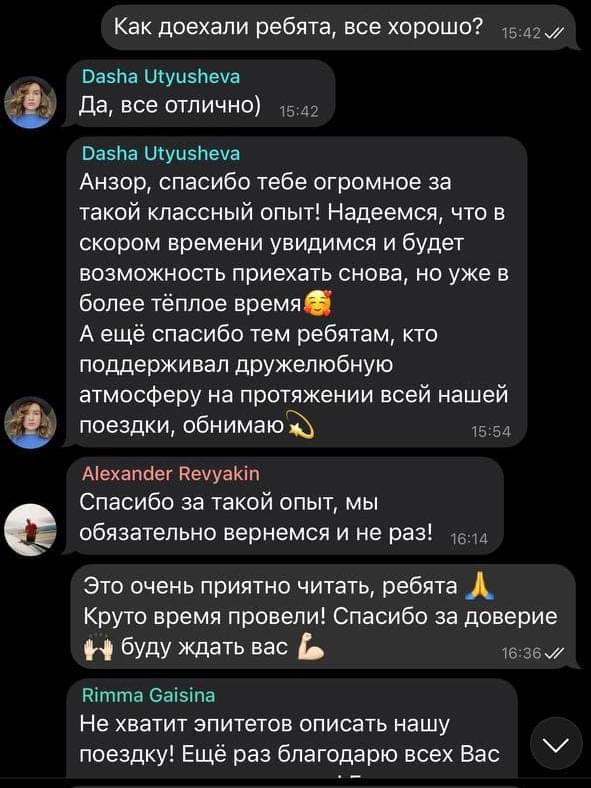 Как доехали ребята, все хорошо? 15:42
Dasha Utyusheva
Да, все отлично) 15:42
Dasha Utyusheva
Анзор, спасибо тебе огромное за
такой классный опыт! Надеемся, что в
скором времени увидимся и будет
возможность приехать снова, но уже в
более тёплое время🥰
А ещё спасибо тем ребятам, кто
поддерживал дружелюбную
атмосферу на протяжении всей нашей
поездки, обнимаю💫 15:54
Alexander Revyakin
Спасибо за такой опыт, мы
обязательно вернемся и не раз! 16:14
Это очень приятно читать, ребята 🙏
Круто время провели! Спасибо за доверие
🙌🏻 буду ждать вас 💪🏻 16:36
Rimma Gaisina
Не хватит эпитетов описать нашу
поездку! Ещё раз благодарю всех Вас